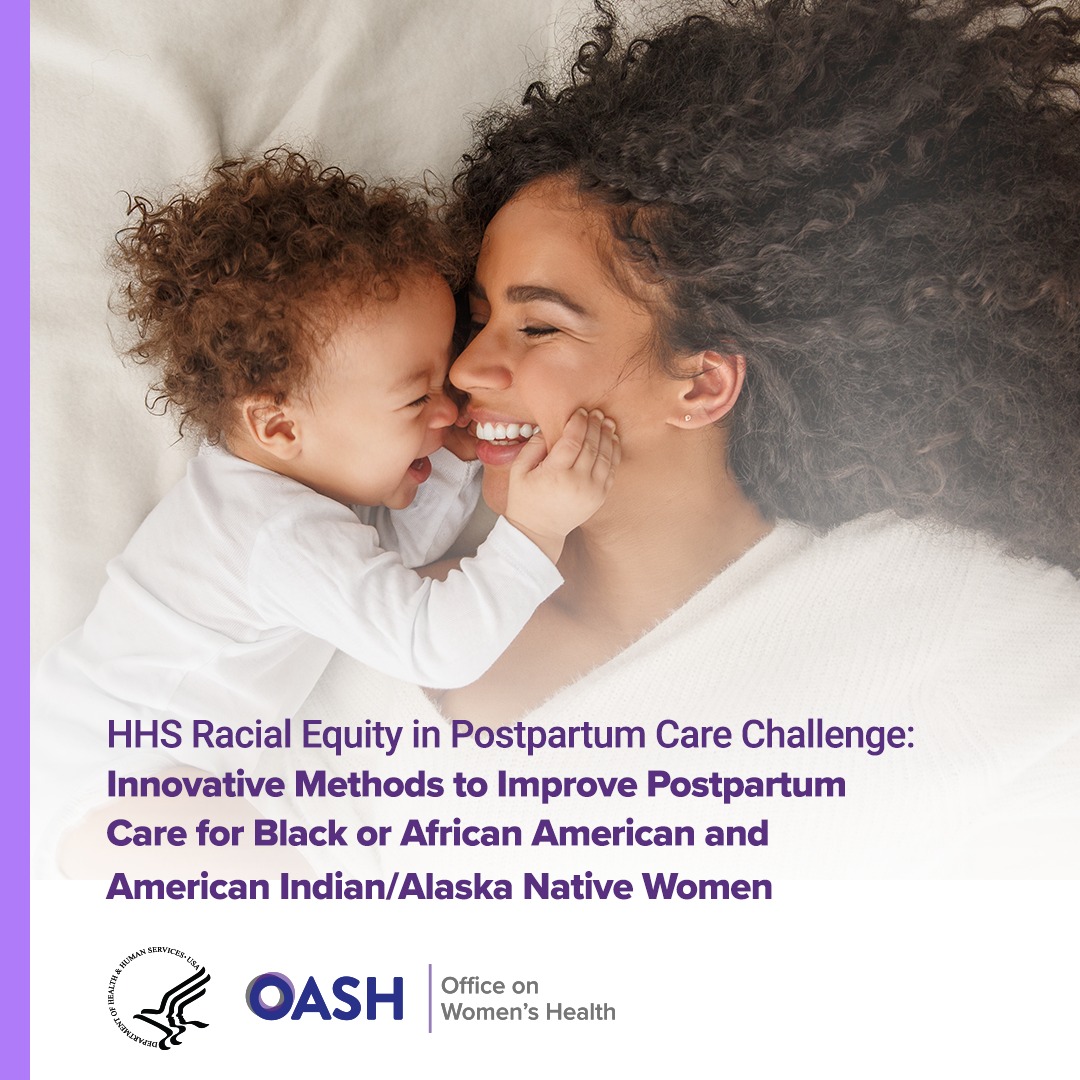 HHS Racial Equity in Postpartum Care Challenge:
Innovative Methods to Improve Postpartum
Care for Black or African American and
American Indian/Alaska Native Women
DEPARTMENT OF HEALTH & HUMAN SERVICES • USA
OASH
Office on
Women's Health